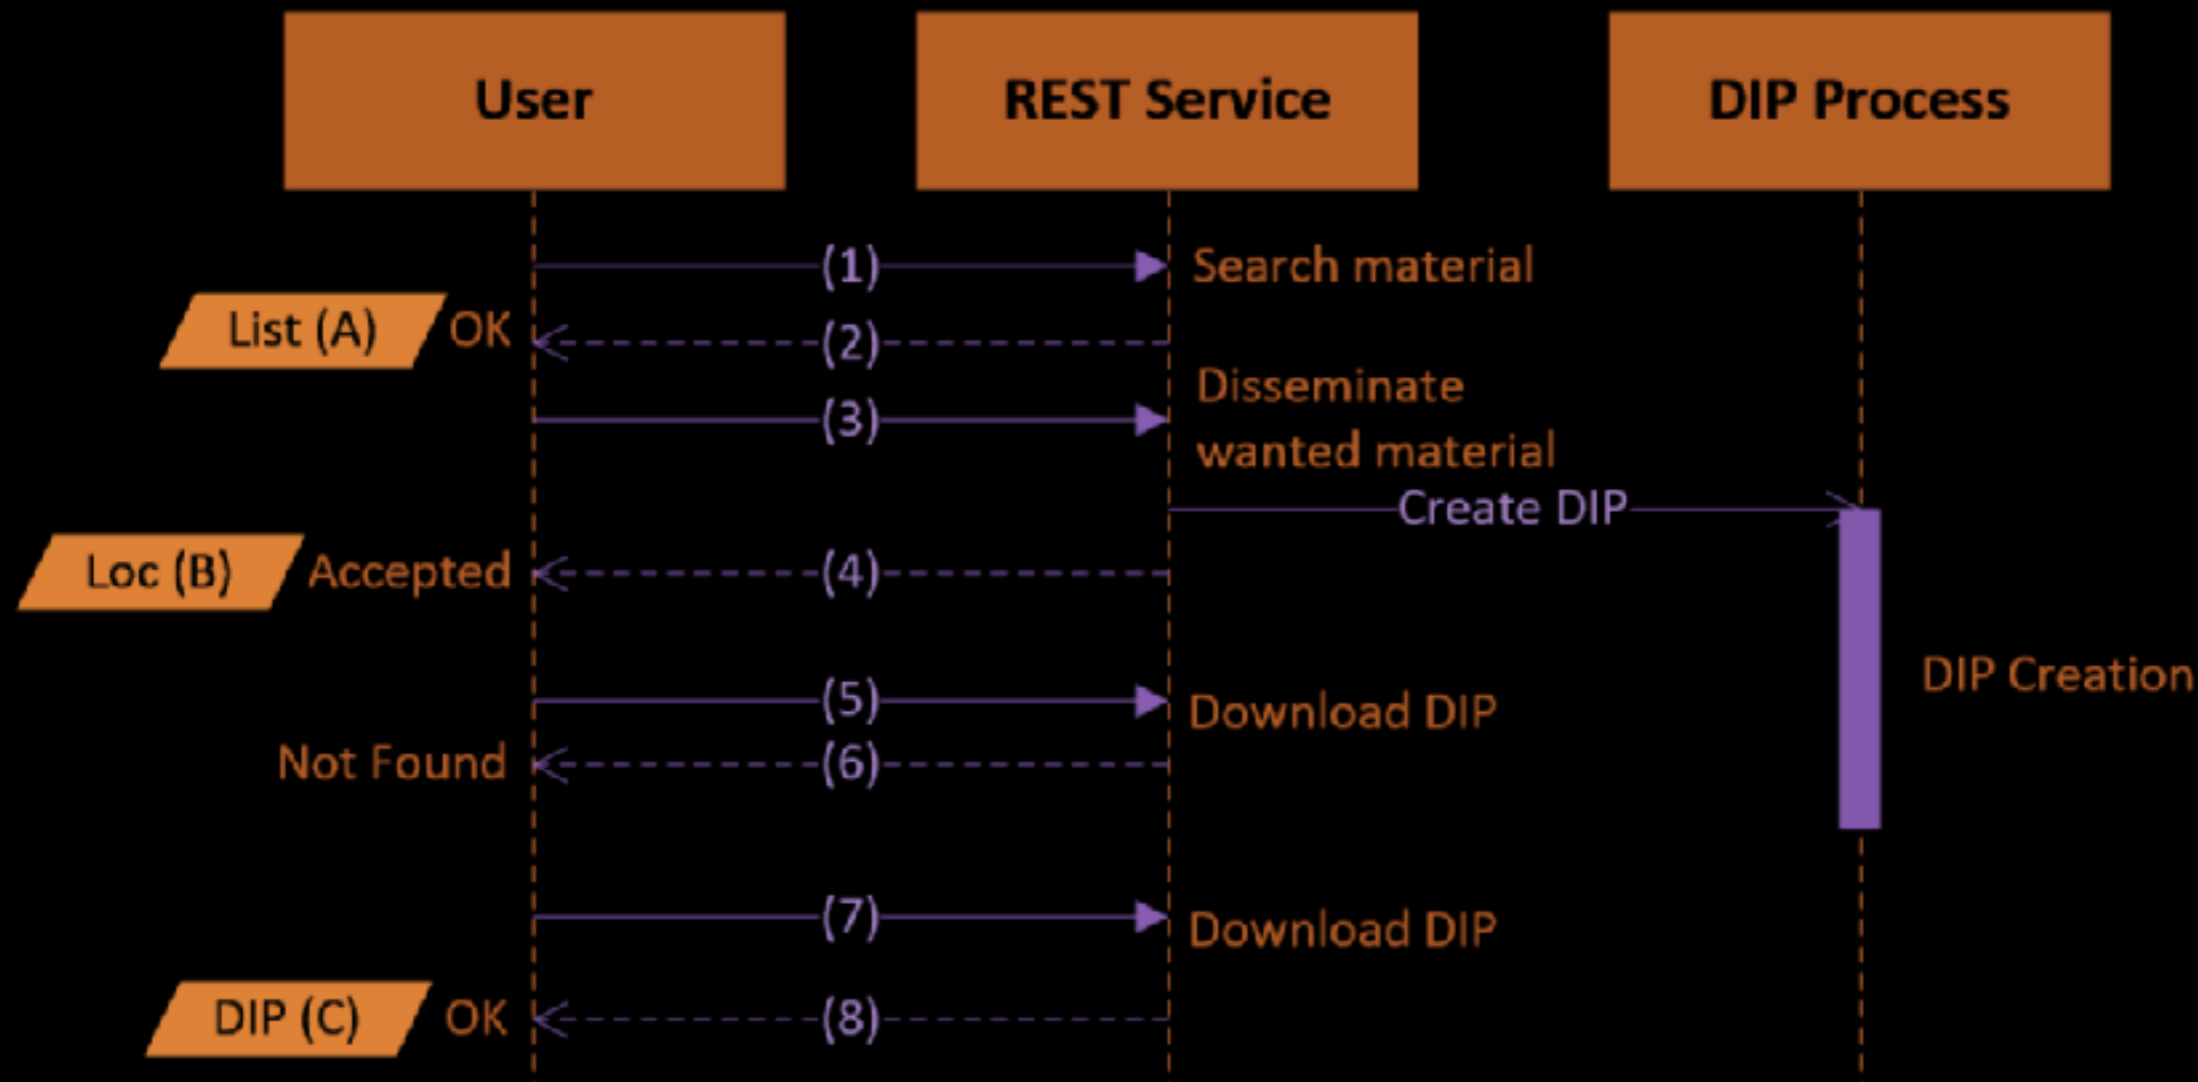 User
REST Service
DIP Process
(1)
Search material
List (A)
OK
(2)
(3)
Disseminate
wanted material
Create DIP
Loc (B)
Accepted
(4)
DIP Creation
(5)
Download DIP
Not Found
(6)
(7)
Download DIP
DIP (C)
OK
(8)